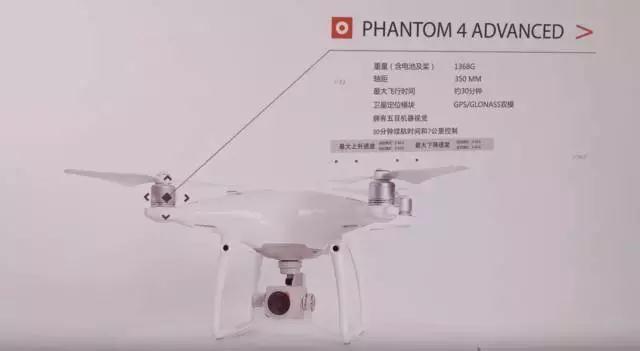 PHANTOM 4 ADVANCED
重量（含电池及桨） 1368G
轴距 350 MM
最大飞行时间 约30分钟
卫星定位模块 GPS/GLONASS双模
拥有五目机器视觉
30分钟续航时间和7公里控制
最大上升速度 最大下降速度